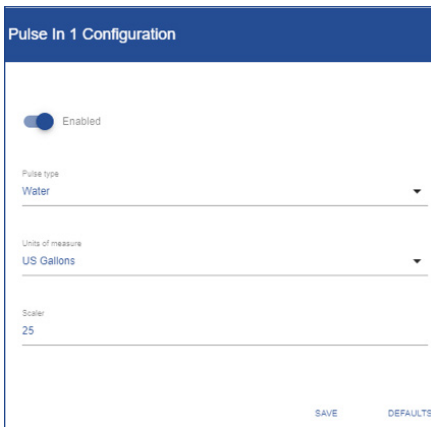 Pulse In 1 Configuration
Enabled
Pulse type
Water
Units of measure
US Gallons
Scaler
25
SAVE DEFAULTS